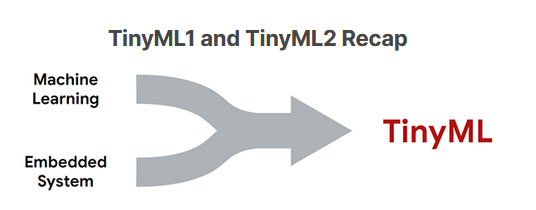 TinyML1 and TinyML2 Recap
Machine
Learning
TinyML
Embedded
System